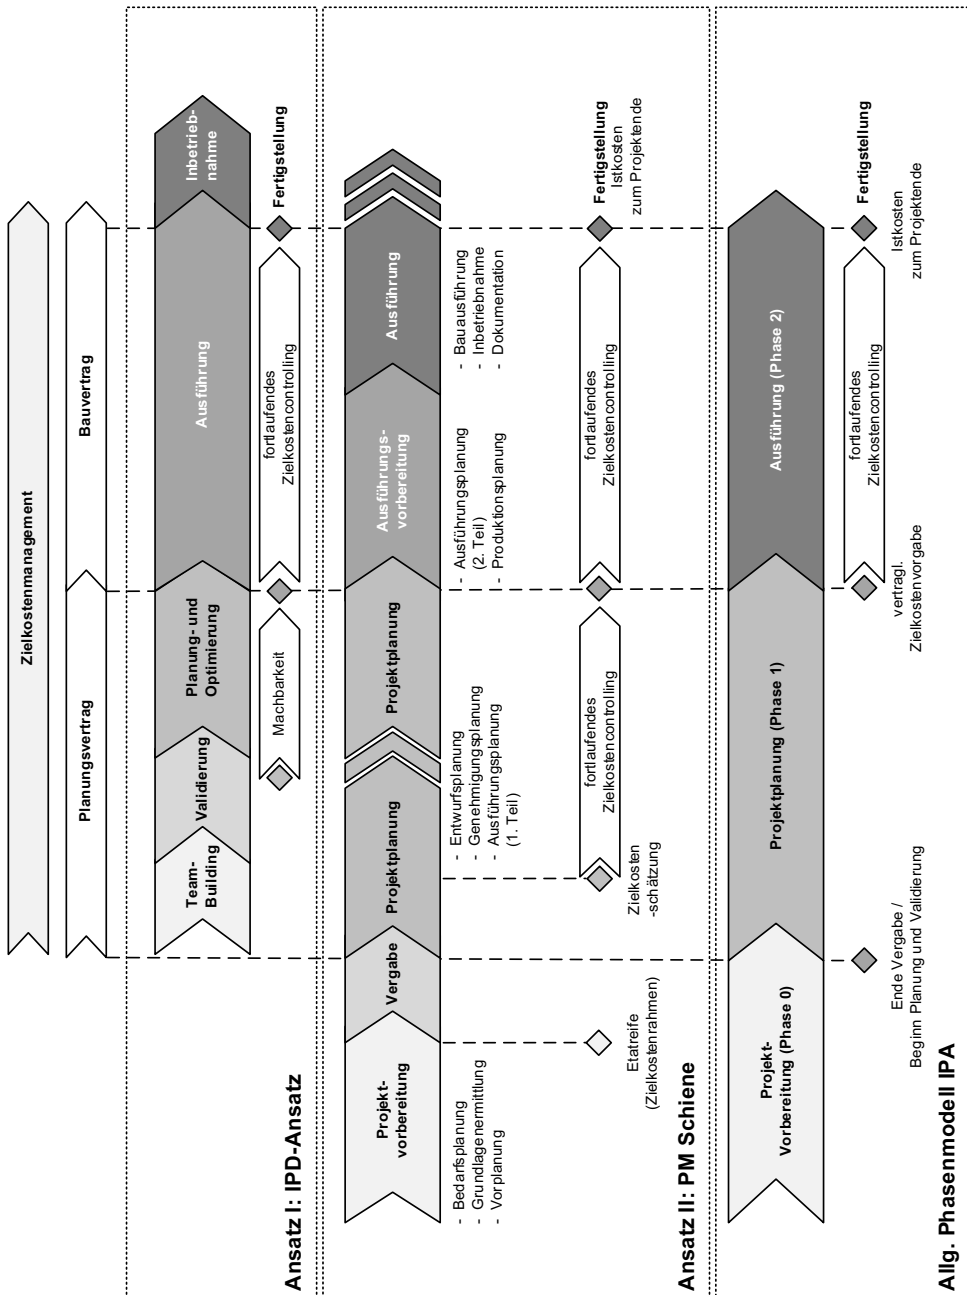 Zielkostenmanagement
Planungsvertrag
Bauvertrag
Ansatz I: IPD-Ansatz
Team-
Building
Validierung
Planung- und
Optimierung
Ausführung
Inbetrieb-
nahme
Machbarkeit
fortlaufendes
Zielkostencontrolling
Fertigstellung
Ansatz II: PM Schiene
Projekt-
vorbereitung
Vergabe
Projektplanung
Projektplanung
Ausführungs-
vorbereitung
Ausführung
- Bedarfsplanung
- Grundlagenermittlung
- Vorplanung
- Entwurfsplanung
- Genehmigungsplanung
- Ausführungsplanung
(1. Teil)
- Ausführungsplanung
(2. Teil)
- Produktionsplanung
- Bauausführung
- Inbetriebnahme
- Dokumentation
Etatreife
(Zielkostenrahmen)
Zielkosten
-schätzung
fortlaufendes
Zielkostencontrolling
fortlaufendes
Zielkostencontrolling
Fertigstellung
Istkosten
zum Projektende
Allg. Phasenmodell IPA
Projekt-
Vorbereitung (Phase 0)
Projektplanung (Phase 1)
Ausführung (Phase 2)
Ende Vergabe /
Beginn Planung und Validierung
vertragl.
Zielkostenvorgabe
fortlaufendes
Zielkostencontrolling
Fertigstellung
Istkosten
zum Projektende